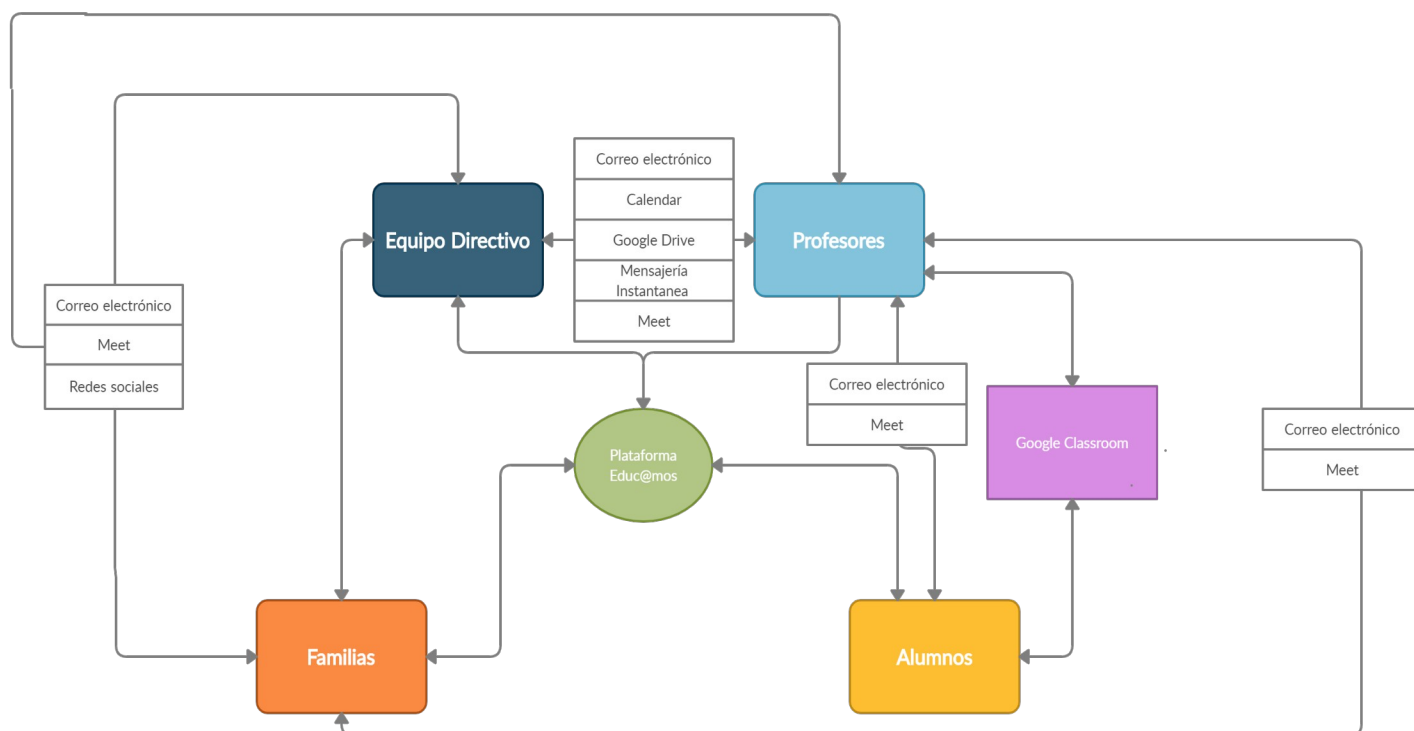 Correo electrónico
Calendar
Google Drive
Mensajería
Instantanea
Meet
Equipo Directivo
Profesores
Correo electrónico
Meet
Redes sociales
Correo electrónico
Meet
Google Classroom
Correo electrónico
Meet
Plataforma
Educ@mos
Familias
Alumnos